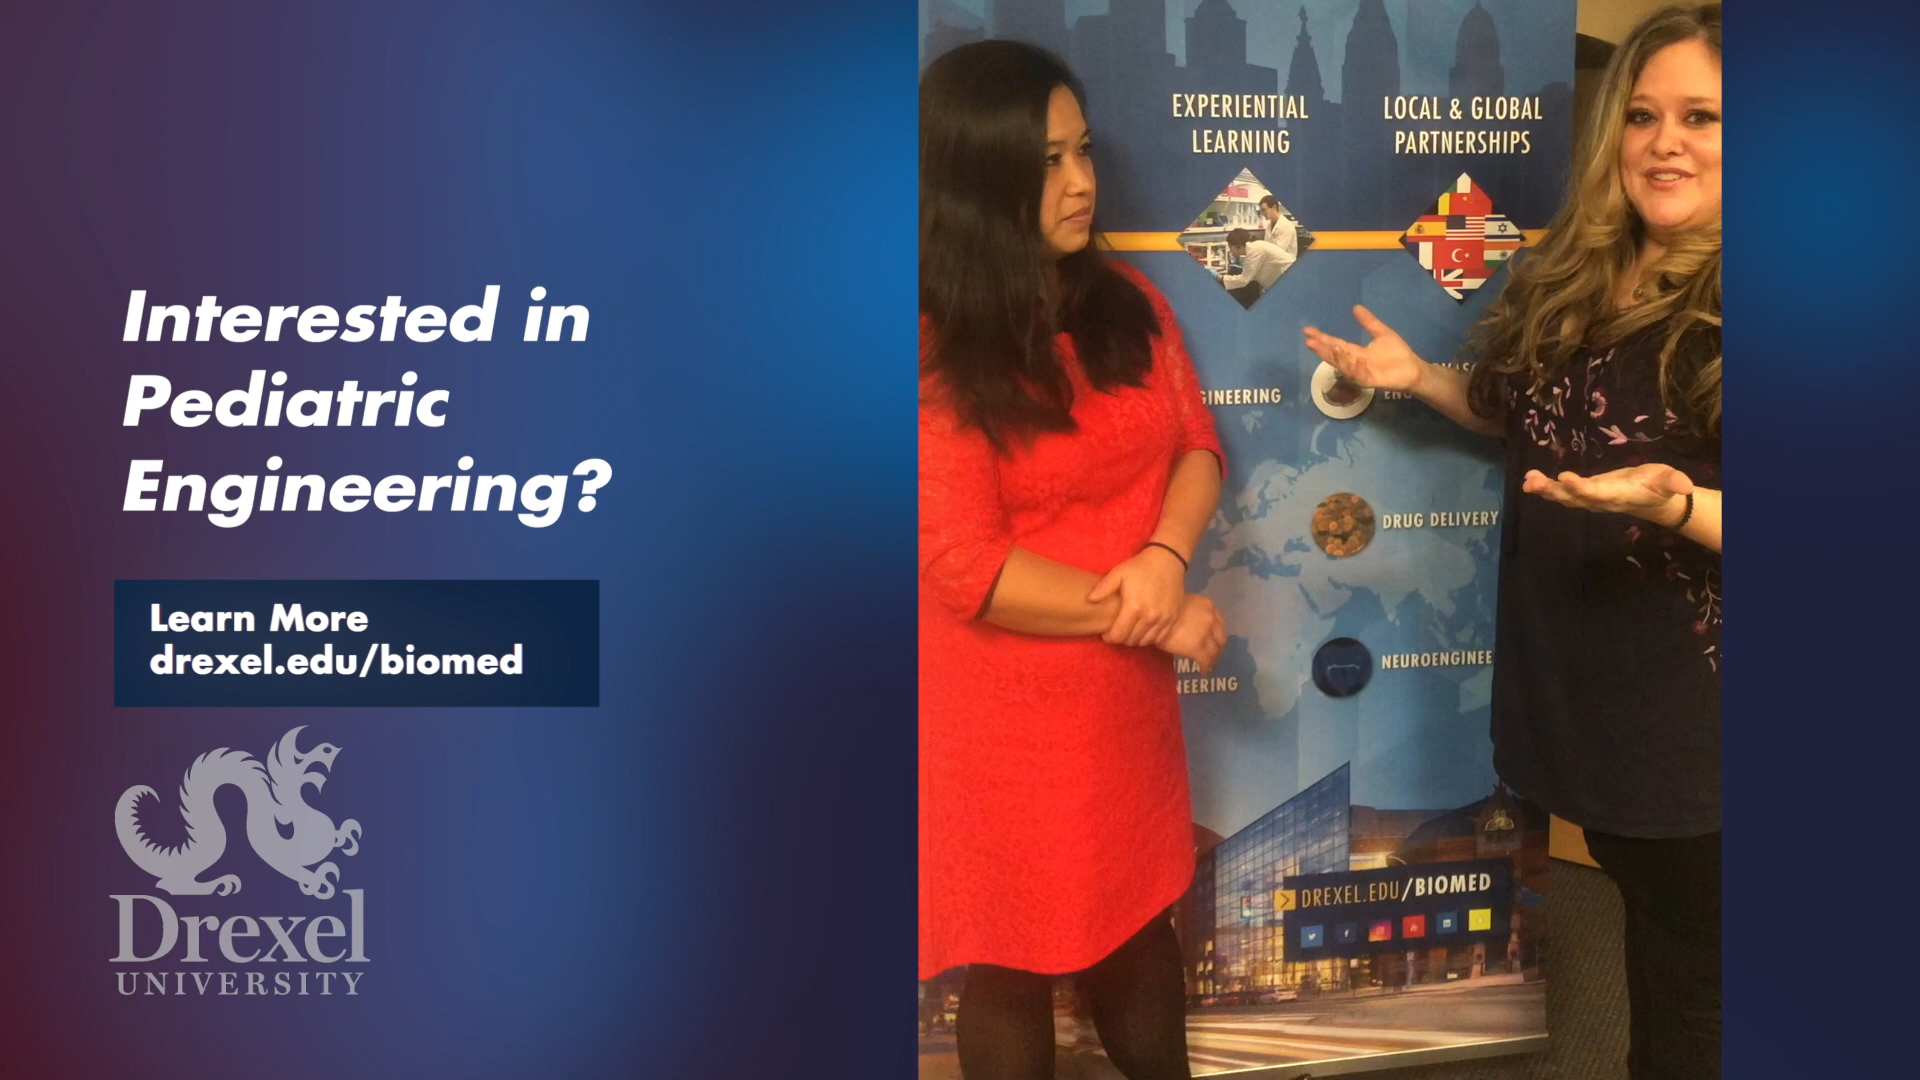 Interested in
Pediatric
Engineering?
Learn More
drexel.edu/biomed
Drexel
UNIVERSITY
EXPERIENTIAL
LEARNING
LOCAL & GLOBAL
PARTNERSHIPS
DRUG DELIVERY
DREXEL.EDU/BIOMED